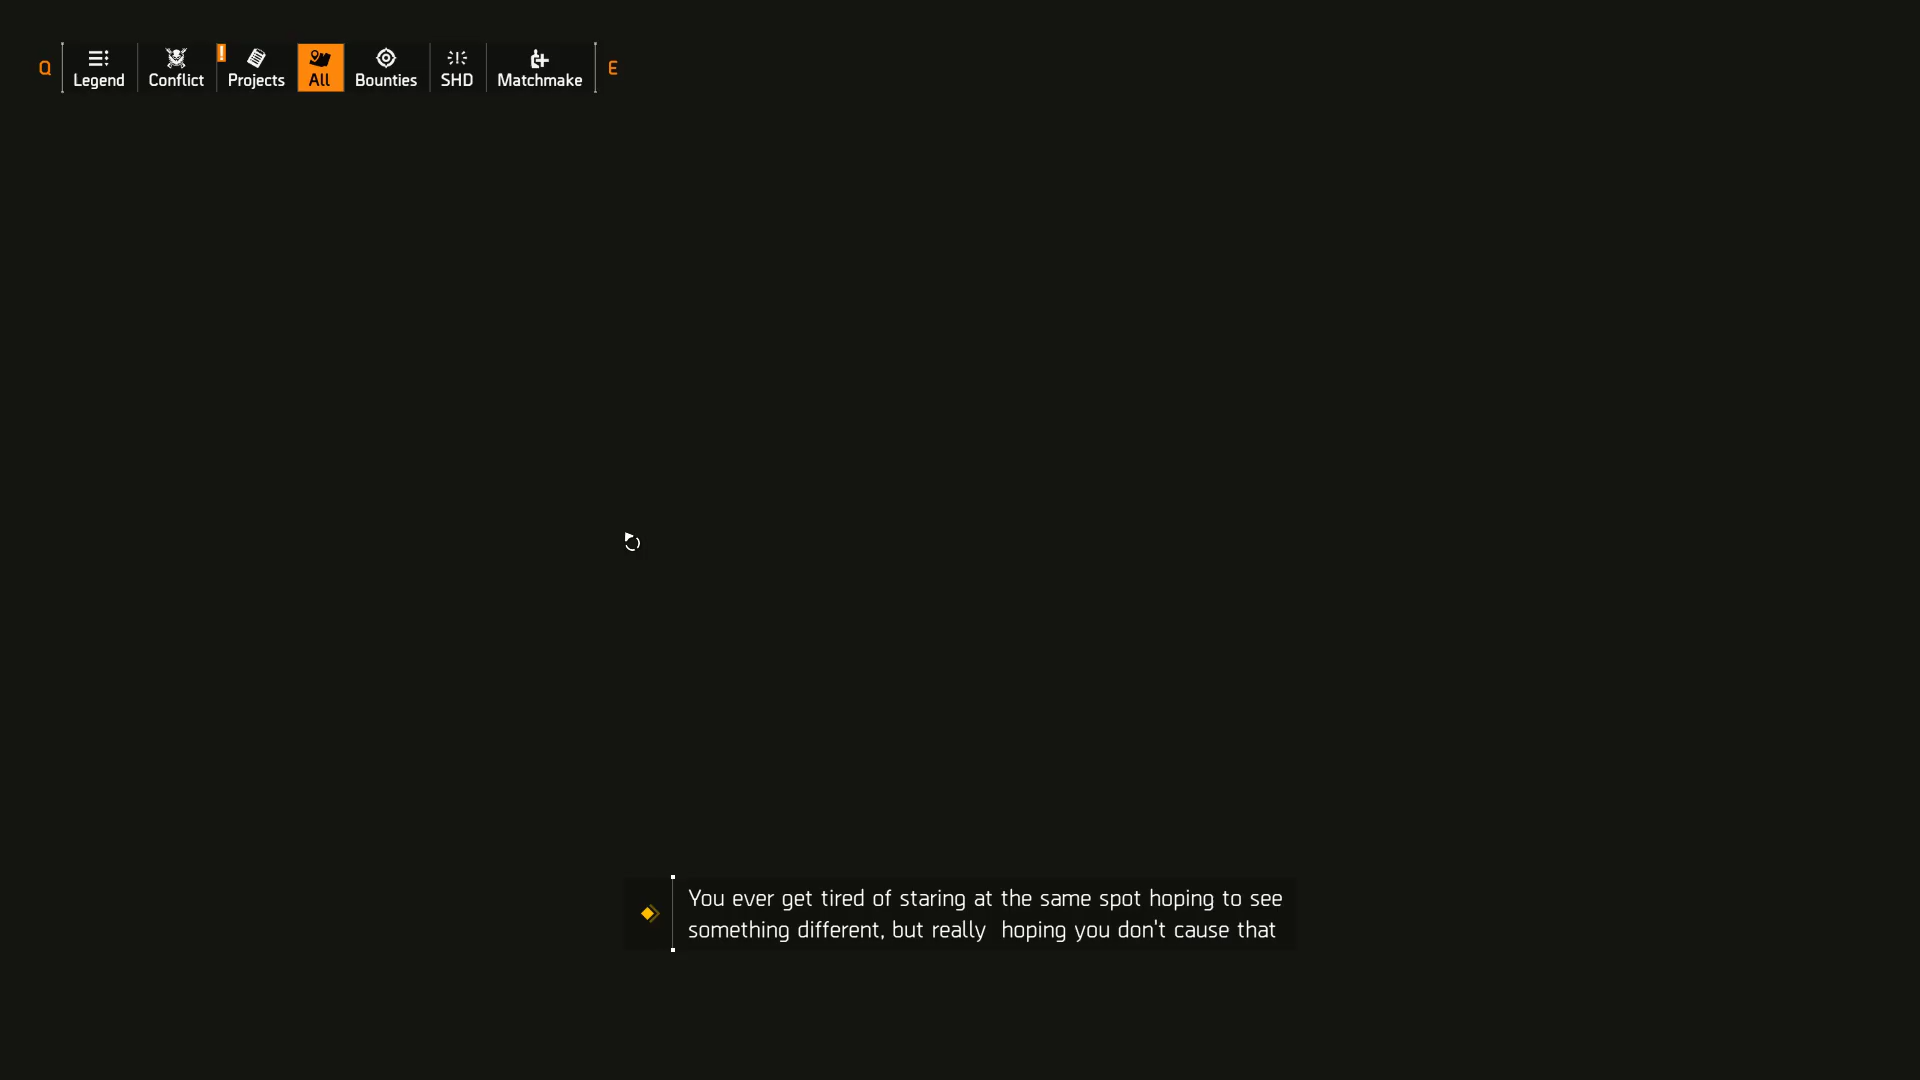 Q
Legend
Conflict
!
Projects
All
Bounties
SHD
Matchmake
E
You ever get tired of staring at the same spot hoping to see
something different, but really  hoping you don't cause that